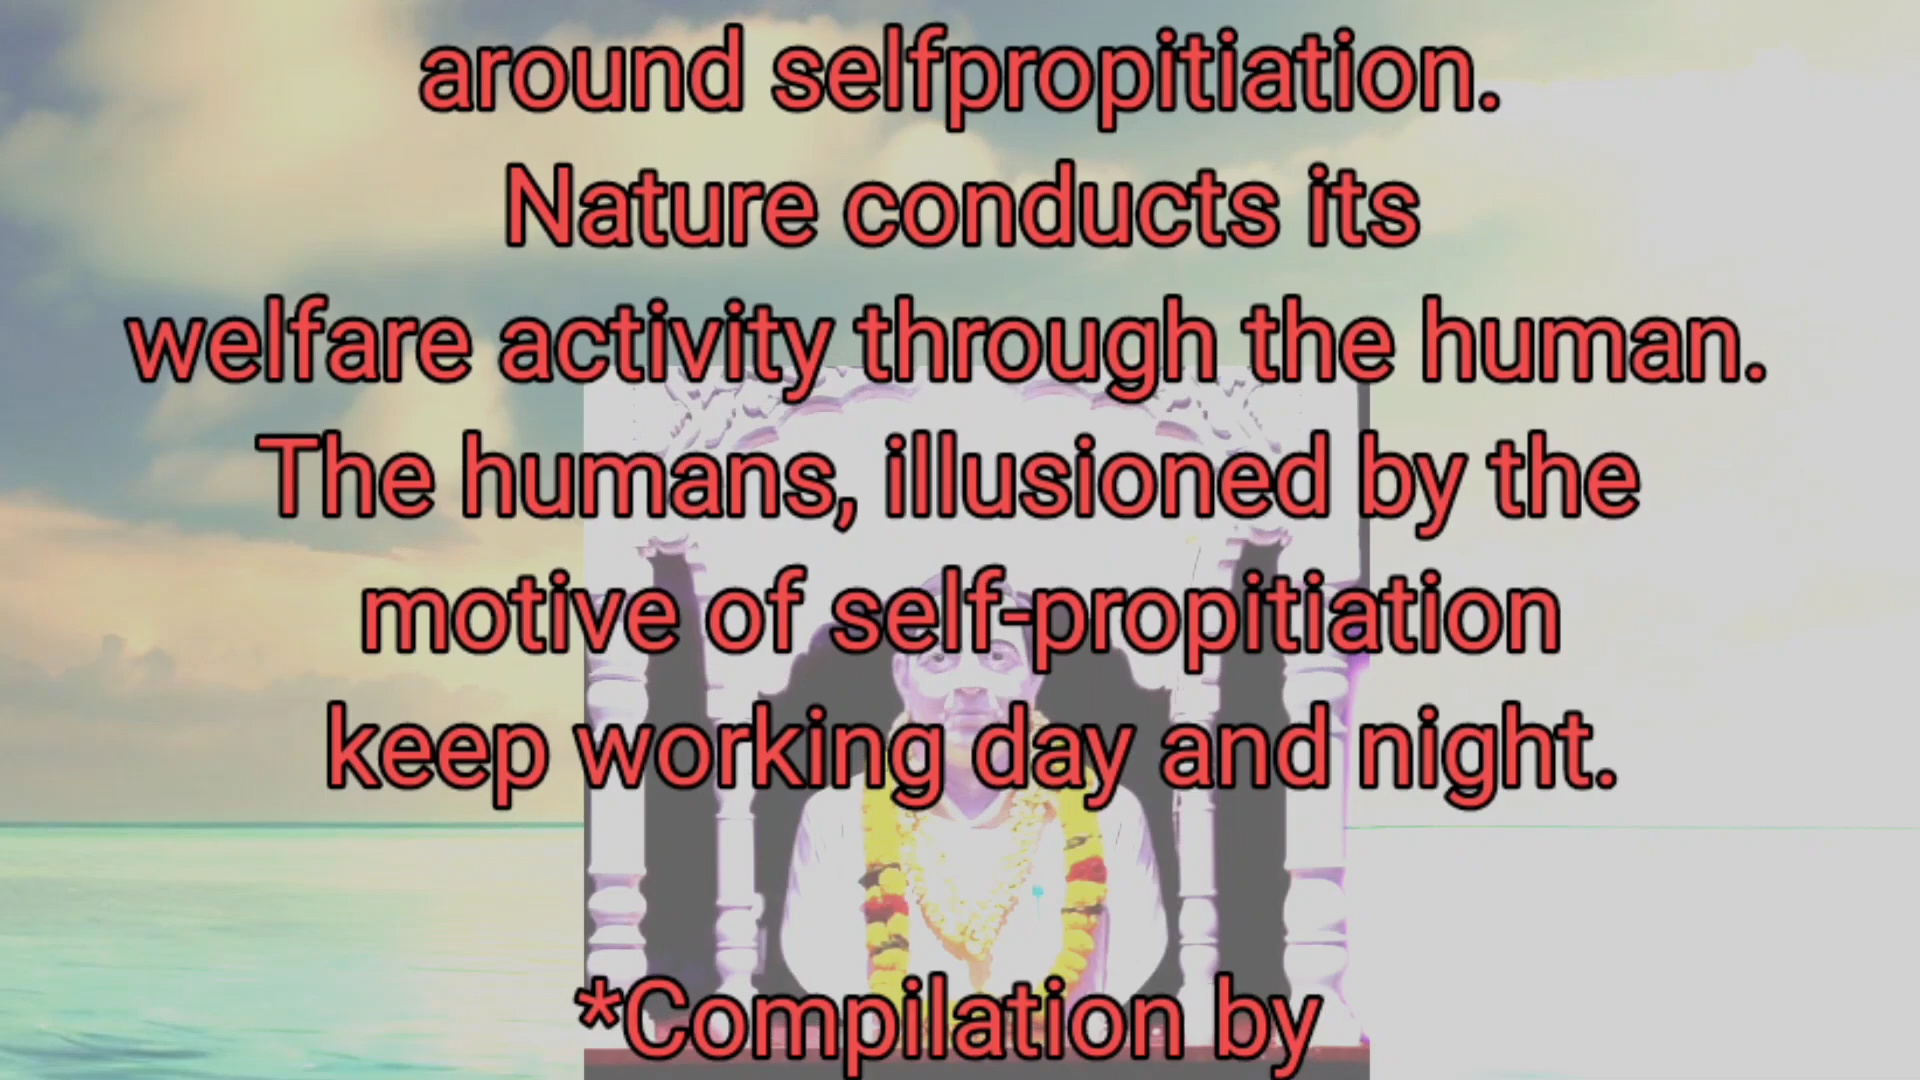 around selfpropitiation.
Nature conducts its
welfare activity through the human.
The humans, illusioned by the
motive of self-propitiation
keep working day and night.
*Compilation by